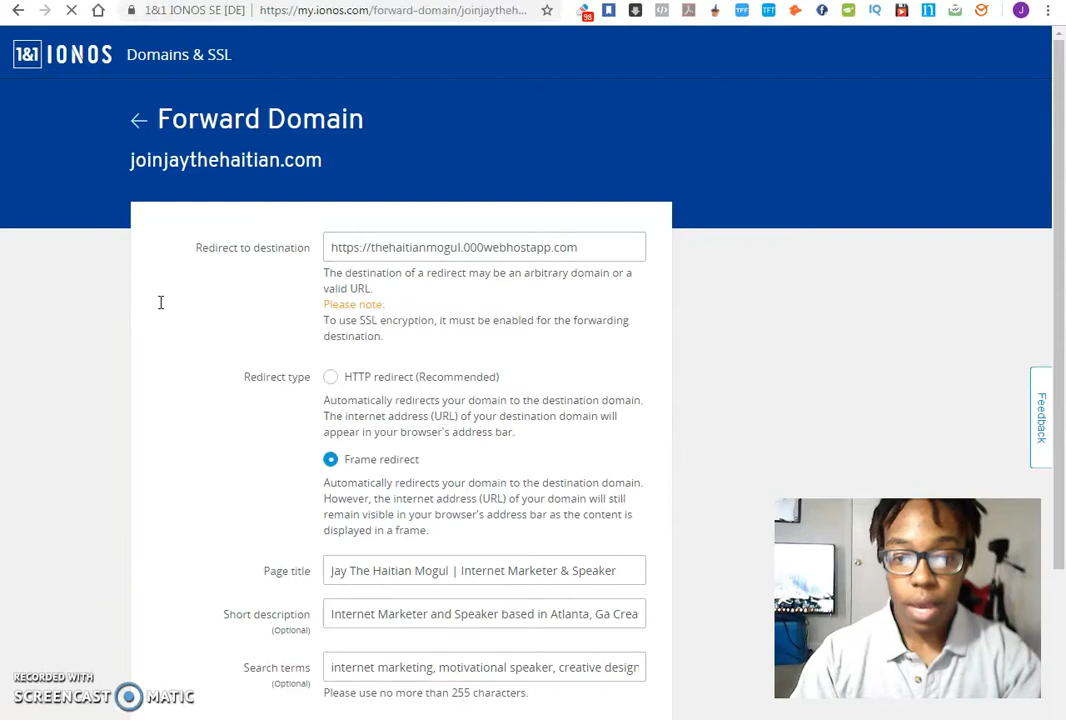 1&1 IONOS SE [DE] | https://my.ionos.com/forward-domain/joinjaytheh...
98
TFF
TFT
IQ
J
1&1 IONOS Domains & SSL
← Forward Domain
joinjaythehaitian.com
Redirect to destination
https://thehaitianmogul.000webhostapp.com
The destination of a redirect may be an arbitrary domain or a
valid URL.
Please note:
To use SSL encryption, it must be enabled for the forwarding
destination.
Redirect type
HTTP redirect (Recommended)
Automatically redirects your domain to the destination domain.
The internet address (URL) of your destination domain will
appear in your browser's address bar.
Frame redirect
Automatically redirects your domain to the destination domain.
However, the internet address (URL) of your domain will still
remain visible in your browser's address bar as the content is
displayed in a frame.
Page title
Jay The Haitian Mogul | Internet Marketer & Speaker
Short description
(Optional)
Internet Marketer and Speaker based in Atlanta, Ga Crea
Search terms
(Optional)
internet marketing, motivational speaker, creative design
Please use no more than 255 characters.
Feedback
RECORDED WITH
SCREENCAST MATIC